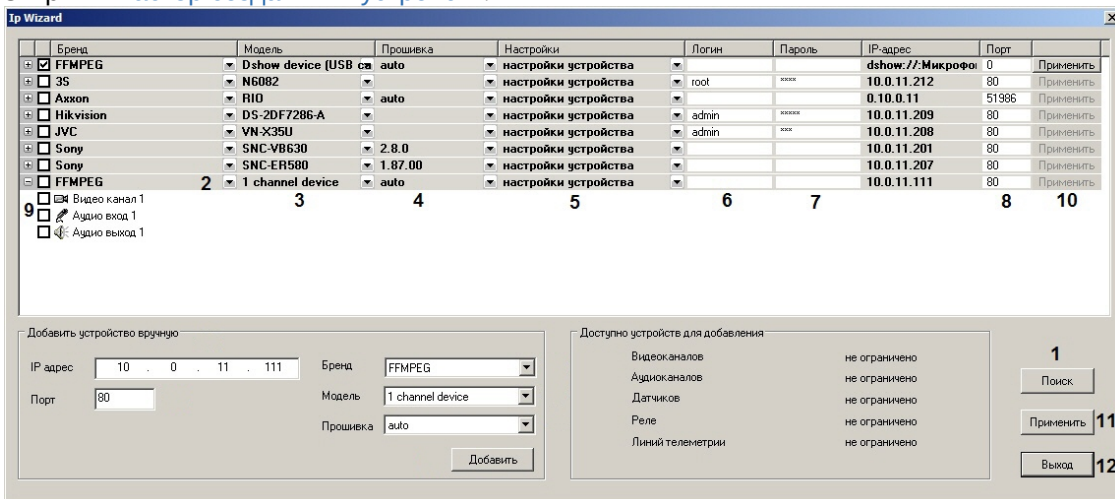 Ip Wizard
Бренд Модель Прошивка Настройки Логин Пароль IP-адрес Порт
FFMPEG Dshow device (USB ca auto настройки устройства dshow://:Микрофо 0 Применить
3S N6082 настройки устройства root xxxx 10.0.11.212 80 Применить
Axxon RIO auto настройки устройства 0.10.0.11 51986 Применить
Hikvision DS-2DF7286-A настройки устройства admin xxxxx 10.0.11.209 80 Применить
JVC VN-X35U настройки устройства admin xxx 10.0.11.208 80 Применить
Sony SNC-VB630 2.8.0 настройки устройства 10.0.11.201 80 Применить
Sony SNC-ER580 1.87.00 настройки устройства 10.0.11.207 80 Применить
FFMPEG 2 1 channel device auto настройки устройства 10.0.11.111 80 Применить
9 Видео канал 1 3 4 5 6 7 8 10
Аудио вход 1
Аудио выход 1
Добавить устройство вручную
IP адрес 10 . 0 . 11 . 111
Порт 80
Бренд FFMPEG
Модель 1 channel device
Прошивка auto
Добавить
Доступно устройств для добавления
Видеоканалов не ограничено
Аудиоканалов не ограничено
Датчиков не ограничено
Реле не ограничено
Линий телеметрии не ограничено
1
Поиск
Применить 11
Выход 12